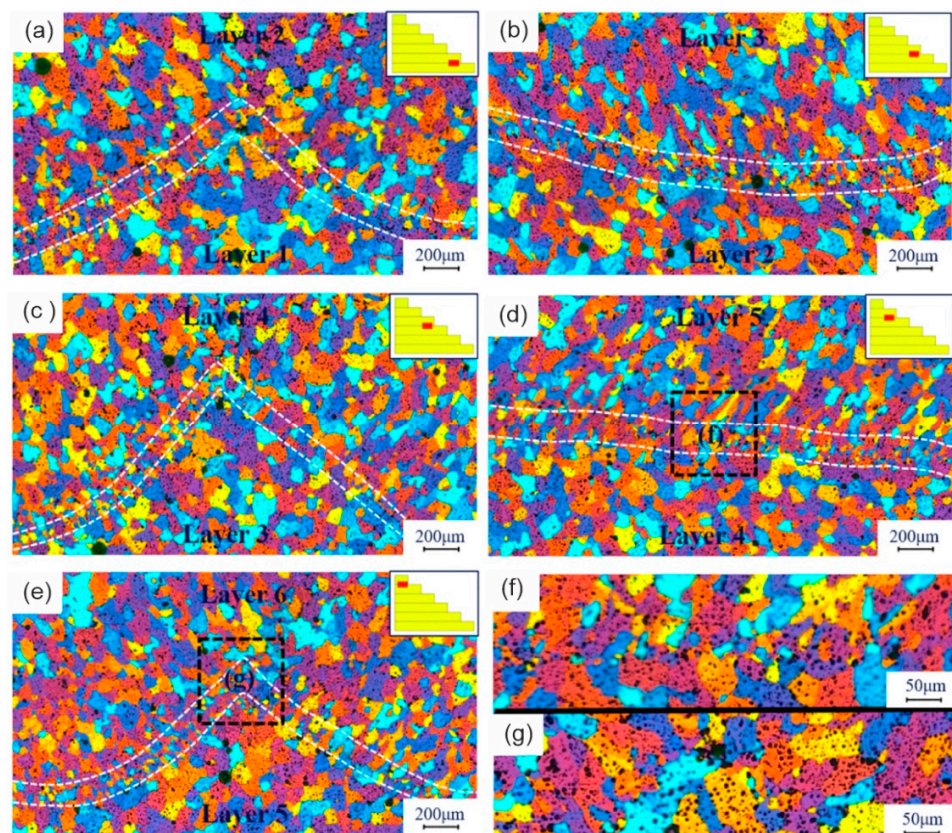 (a)
Layer 2
Layer 1
200μm
(b)
Layer 3
Layer 2
200μm
(c)
Layer 4
Layer 3
200μm
(d)
Layer 5
(f)
Layer 4
200μm
(e)
Layer 6
(g)
Layer 5
200μm
(f)
50μm
(g)
50μm